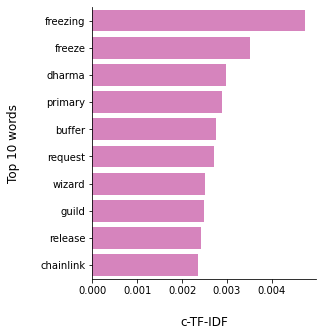 Top 10 words
freezing
freeze
dharma
primary
buffer
request
wizard
guild
release
chainlink
0.000 0.001 0.002 0.003 0.004
c-TF-IDF